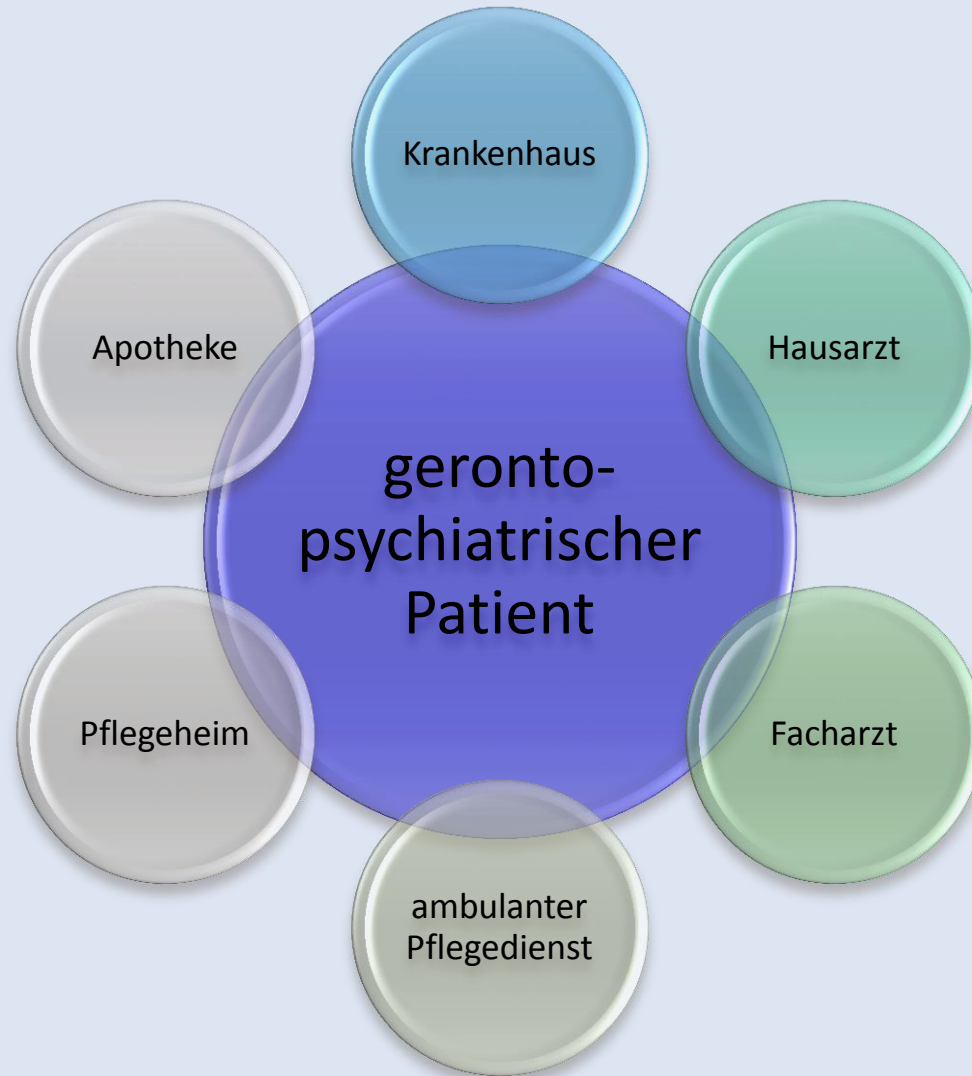 Krankenhaus
Apotheke
Hausarzt
geronto-
psychiatrischer
Patient
Pflegeheim
Facharzt
ambulanter
Pflegedienst